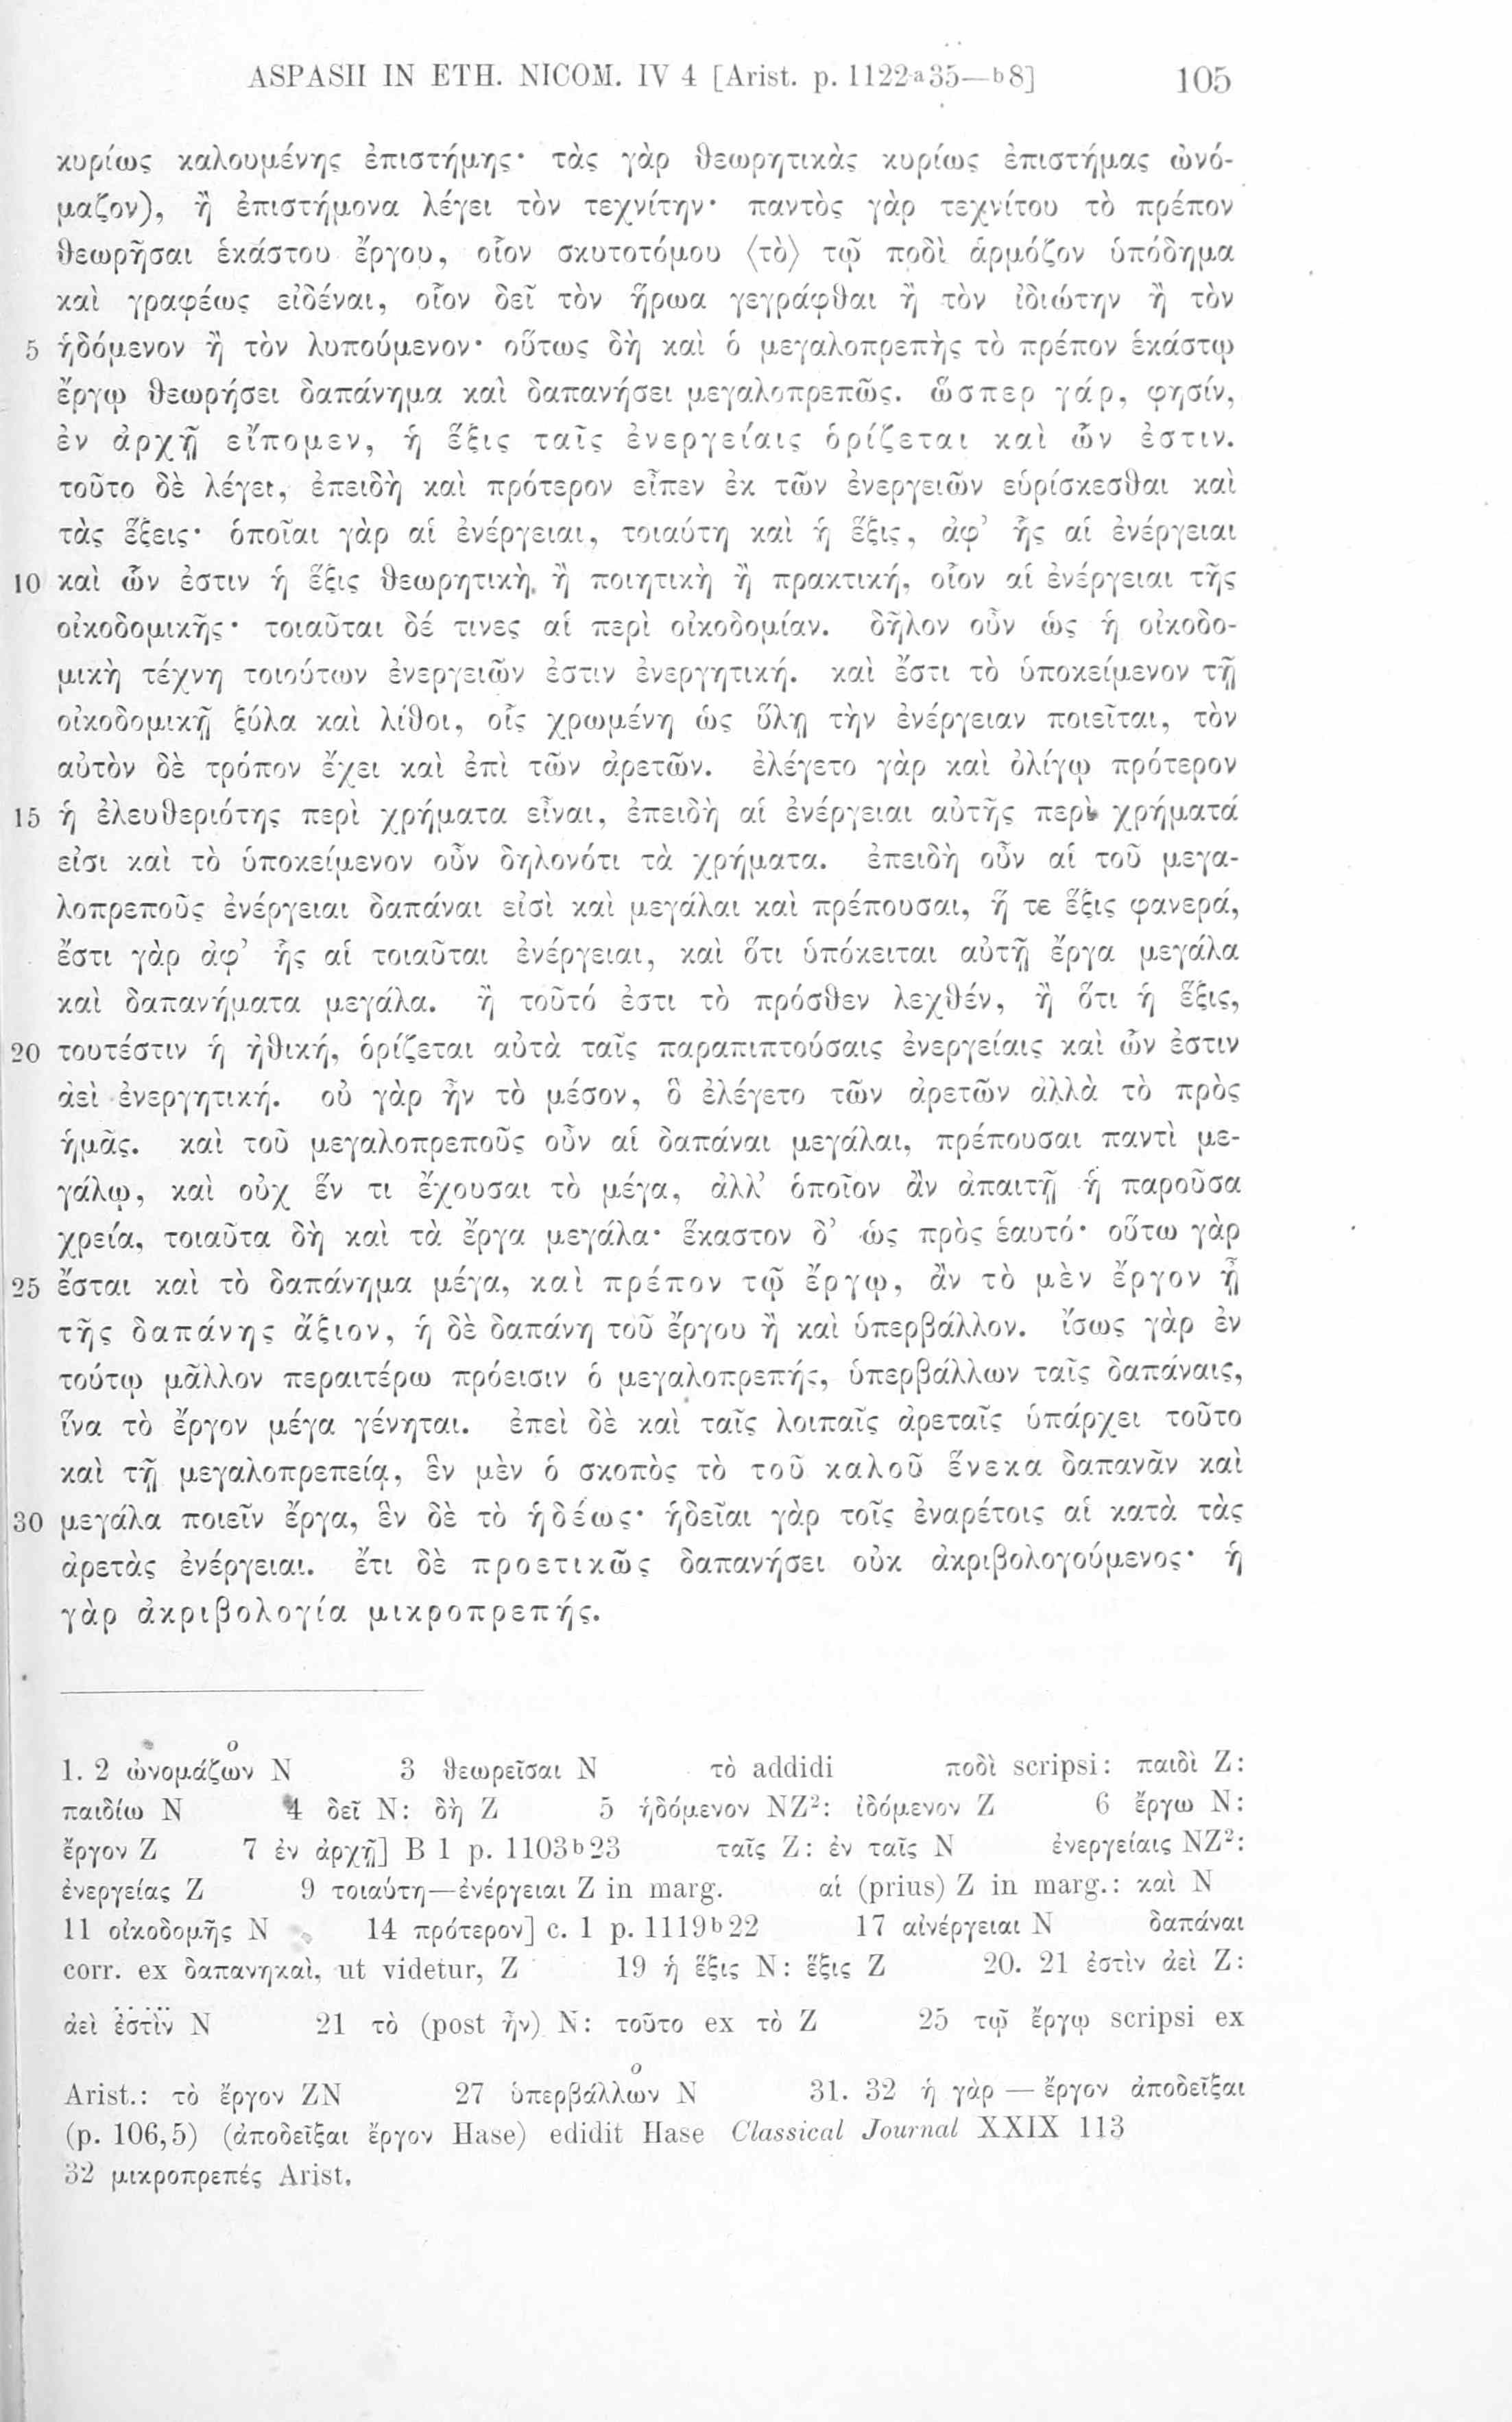 ASPASII IN ETH. NICOM. IV 4 [Arist. p. 1122a35—b8] 105
κυρίως καλουμένης ἐπιστήμης· τὰς γὰρ θεωρητικὰς κυρίως ἐπιστήμας ὠνό-
μαζον), ἢ ἐπιστήμονα λέγει τὸν τεχνίτην· παντὸς γὰρ τεχνίτου τὸ πρέπον
θεωρῆσαι ἑκάστου ἔργου, οἷον σκυτοτόμου ⟨τὸ⟩ τῷ ποδὶ ἁρμόζον ὑπόδημα
καὶ γραφέως εἰδέναι, οἷον δεῖ τὸν ἥρωα γεγράφθαι ἢ τὸν ἰδιώτην ἢ τὸν
5 ἡδόμενον ἢ τὸν λυπούμενον· οὕτως δὴ καὶ ὁ μεγαλοπρεπὴς τὸ πρέπον ἑκάστῳ
ἔργῳ θεωρήσει δαπάνημα καὶ δαπανήσει μεγαλοπρεπῶς. ὥσπερ γάρ, φησίν,
ἐν ἀρχῇ εἴπομεν, ἡ ἕξις ταῖς ἐνεργείαις ὁρίζεται καὶ ὧν ἐστιν.
τοῦτο δὲ λέγει, ἐπειδὴ καὶ πρότερον εἶπεν ἐκ τῶν ἐνεργειῶν εὑρίσκεσθαι καὶ
τὰς ἕξεις· ὁποῖαι γὰρ αἱ ἐνέργειαι, τοιαύτη καὶ ἡ ἕξις, ἀφ’ ἧς αἱ ἐνέργειαι
10 καὶ ὧν ἐστιν ἡ ἕξις θεωρητικὴ ἢ ποιητικὴ ἢ πρακτική, οἷον αἱ ἐνέργειαι τῆς
οἰκοδομικῆς· τοιαῦται δέ τινες αἱ περὶ οἰκοδομίαν. δῆλον οὖν ὡς ἡ οἰκοδο-
μικὴ τέχνη τοιούτων ἐνεργειῶν ἐστιν ἐνεργητική. καὶ ἔστι τὸ ὑποκείμενον τῇ
οἰκοδομικῇ ξύλα καὶ λίθοι, οἷς χρωμένη ὡς ὕλῃ τὴν ἐνέργειαν ποιεῖται, τὸν
αὐτὸν δὲ τρόπον ἔχει καὶ ἐπὶ τῶν ἀρετῶν. ἐλέγετο γὰρ καὶ ὀλίγῳ πρότερον
15 ἡ ἐλευθεριότης περὶ χρήματα εἶναι, ἐπειδὴ αἱ ἐνέργειαι αὐτῆς περὶ χρήματά
εἰσι καὶ τὸ ὑποκείμενον οὖν δηλονότι τὰ χρήματα. ἐπειδὴ οὖν αἱ τοῦ μεγα-
λοπρεποῦς ἐνέργειαι δαπάναι εἰσὶ καὶ μεγάλαι καὶ πρέπουσαι, ἥ τε ἕξις φανερά,
ἔστι γὰρ ἀφ’ ἧς αἱ τοιαῦται ἐνέργειαι, καὶ ὅτι ὑπόκειται αὐτῇ ἔργα μεγάλα
καὶ δαπανήματα μεγάλα. ἢ τοῦτό ἐστι τὸ πρόσθεν λεχθέν, ἢ ὅτι ἡ ἕξις,
20 τουτέστιν ἡ ἠθική, ὁρίζεται αὐτὰ ταῖς παραπιπτούσαις ἐνεργείαις καὶ ὧν ἐστιν
ἀεὶ ἐνεργητική. οὐ γὰρ ἦν τὸ μέσον, ὃ ἐλέγετο τῶν ἀρετῶν ἀλλὰ τὸ πρὸς
ἡμᾶς. καὶ τοῦ μεγαλοπρεποῦς οὖν αἱ δαπάναι μεγάλαι, πρέπουσαι παντὶ με-
γάλῳ, καὶ οὐχ ἕν τι ἔχουσαι τὸ μέγα, ἀλλ’ ὁποῖον ἂν ἀπαιτῇ ἡ παροῦσα
χρεία, τοιαῦτα δὴ καὶ τὰ ἔργα μεγάλα· ἕκαστον δ’ ὡς πρὸς ἑαυτό· οὕτω γὰρ
25 ἔσται καὶ τὸ δαπάνημα μέγα, καὶ πρέπον τῷ ἔργῳ, ἂν τὸ μὲν ἔργον ᾖ
τῆς δαπάνης ἄξιον, ἡ δὲ δαπάνη τοῦ ἔργου ἢ καὶ ὑπερβάλλον. ἴσως γὰρ ἐν
τούτῳ μᾶλλον περαιτέρω πρόεισιν ὁ μεγαλοπρεπής, ὑπερβάλλων ταῖς δαπάναις,
ἵνα τὸ ἔργον μέγα γένηται. ἐπεὶ δὲ καὶ ταῖς λοιπαῖς ἀρεταῖς ὑπάρχει τοῦτο
καὶ τῇ μεγαλοπρεπείᾳ, ἓν μὲν ὁ σκοπὸς τὸ τοῦ καλοῦ ἕνεκα δαπανᾶν καὶ
30 μεγάλα ποιεῖν ἔργα, ἓν δὲ τὸ ἡδέως· ἡδεῖαι γὰρ τοῖς ἐναρέτοις αἱ κατὰ τὰς
ἀρετὰς ἐνέργειαι. ἔτι δὲ προετικῶς δαπανήσει οὐκ ἀκριβολογούμενος· ἡ
γὰρ ἀκριβολογία μικροπρεπής.
1. 2 ὠνομάζων N 3 θεωρεῖσαι N τὸ addidi ποδὶ scripsi: παιδὶ Z:
παιδίω N 4 δεῖ N: δὴ Z 5 ἡδόμενον NZ²: ἰδόμενον Z 6 ἔργω N:
ἔργον Z 7 ἐν ἀρχῇ] B 1 p. 1103b23 ταῖς Z: ἐν ταῖς N ἐνεργείαις NZ²:
ἐνεργείας Z 9 τοιαύτη—ἐνέργειαι Z in marg. αἱ (prius) Z in marg.: καὶ N
11 οἰκοδομῆς N 14 πρότερον] c. 1 p. 1119b22 17 αἰνέργειαι N δαπάναι
corr. ex δαπανηκαὶ, ut videtur, Z 19 ἡ ἕξις N: ἕξις Z 20. 21 ἐστὶν ἀεὶ Z:
ἀεὶ ἐστὶν N 21 τὸ (post ἦν) N: τοῦτο ex τὸ Z 25 τῷ ἔργῳ scripsi ex
Arist.: τὸ ἔργον ZN 27 ὑπερβάλλων N 31. 32 ἡ γὰρ — ἔργον ἀποδεῖξαι
(p. 106,5) (ἀποδεῖξαι ἔργον Hase) edidit Hase Classical Journal XXIX 113
32 μικροπρεπές Arist.